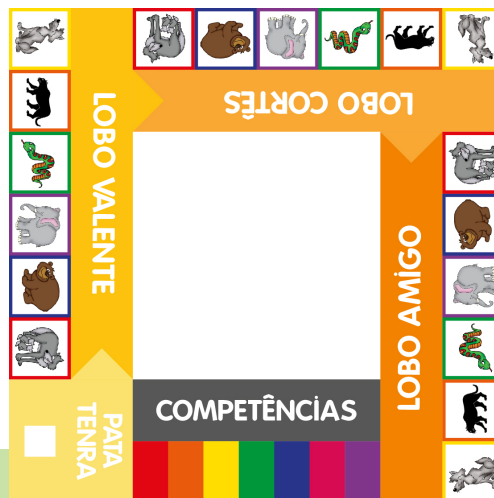 LOBO CORTÊS
LOBO VALENTE
LOBO AMiGO
PATA
TENRA
COMPETÊNCiAS